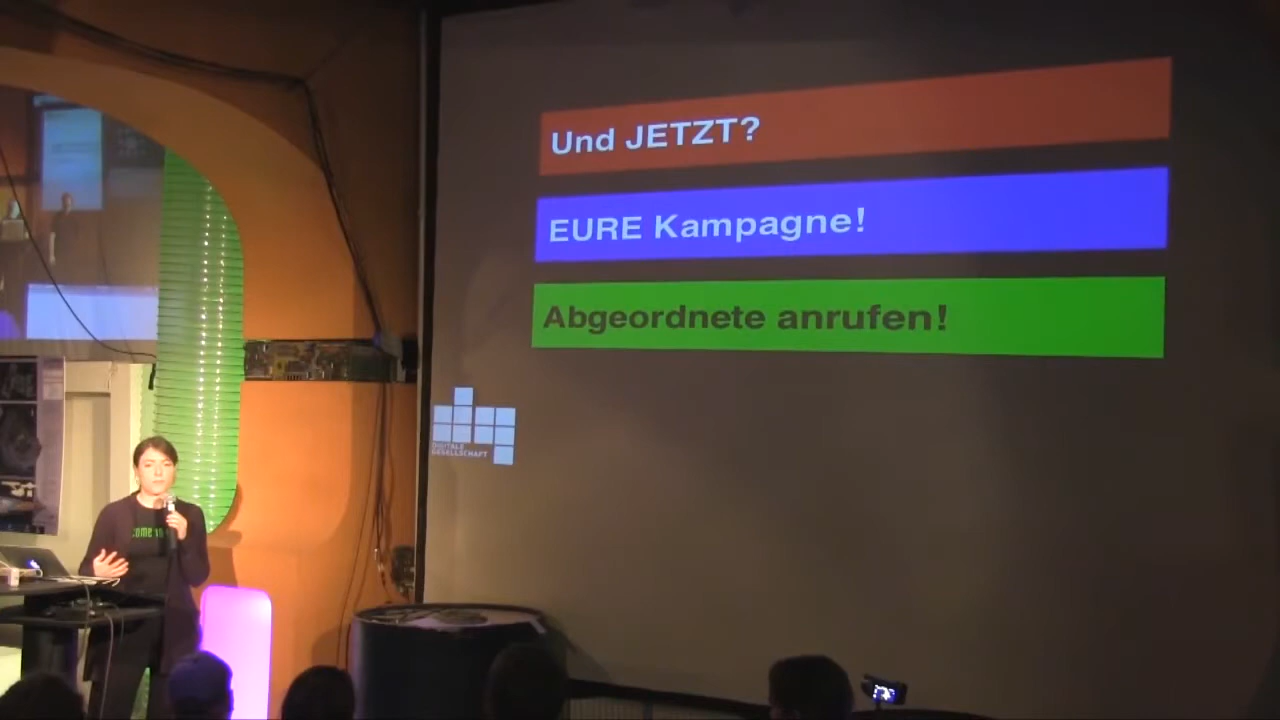 Und JETZT?
EURE Kampagne!
Abgeordnete anrufen!
DIGITALE
GESELLSCHAFT